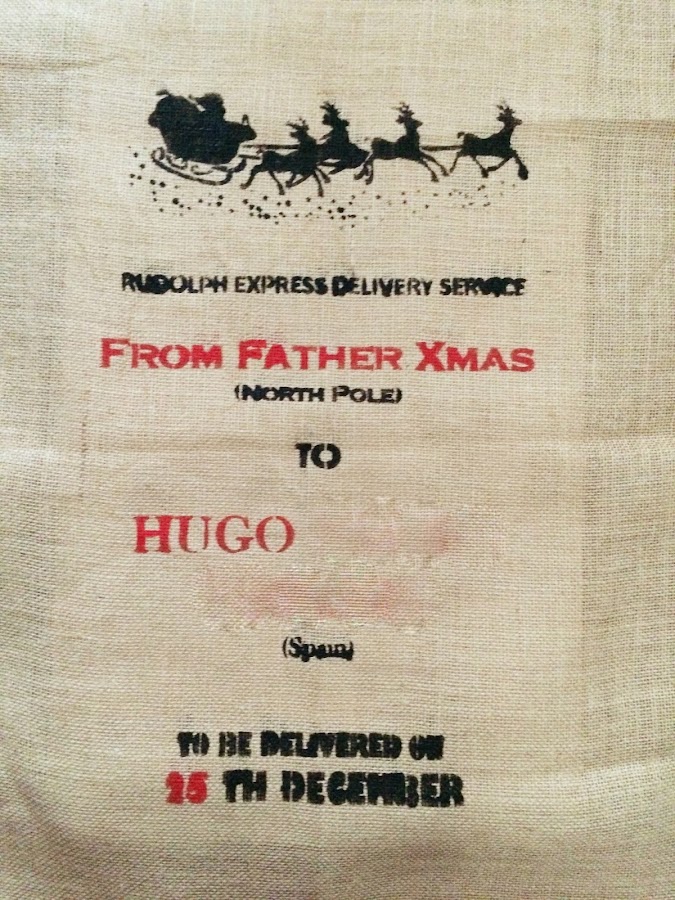 RUDOLPH EXPRESS DELIVERY SERVICE
FROM FATHER XMAS
(NORTH POLE)
TO
HUGO
(Spain)
TO BE DELIVERED ON
25 TH DECEMBER